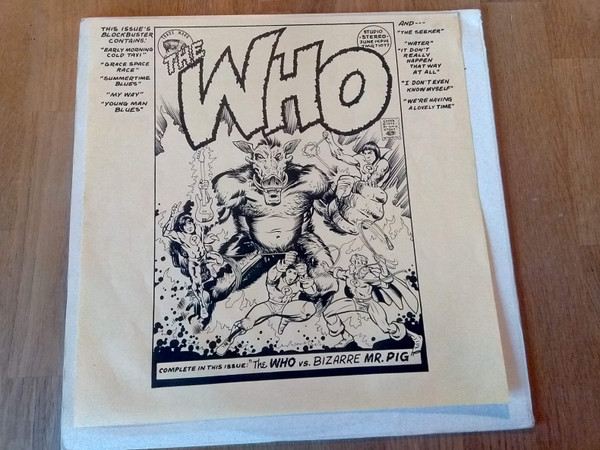 THIS ISSUE'S
BLOCKBUSTER
CONTAINS:
"EARLY MORNING
COLD TAXI"
"GRACE SPACE
RACE"
"SUMMERTIME
BLUES"
"MY WAY"
"YOUNG MAN
BLUES"
THE
WHO
STUDIO
STEREO
AND---
"THE SEEKER"
"WATER"
"IT DON'T
REALLY
HAPPEN
THAT WAY
AT ALL"
"I DON'T EVEN
KNOW MYSELF"
"WE'RE HAVING
A LOVELY TIME"
COMPLETE IN THIS ISSUE: "The WHO vs. BIZARRE MR. PIG"